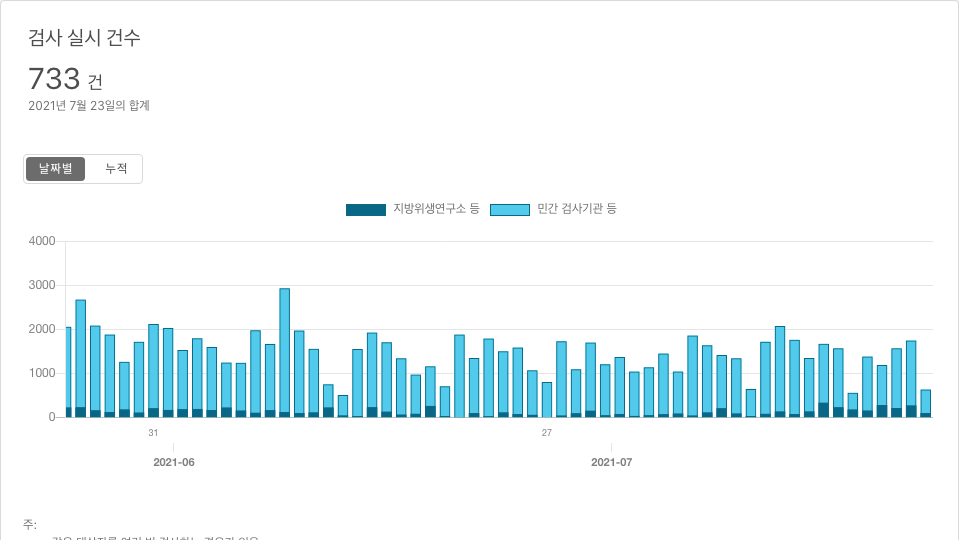 검사 실시 건수
733 건
2021년 7월 23일의 합계
날짜별 누적
지방위생연구소 등 민간 검사기관 등
4000
3000
2000
1000
0
31 27
2021-06 2021-07
주: